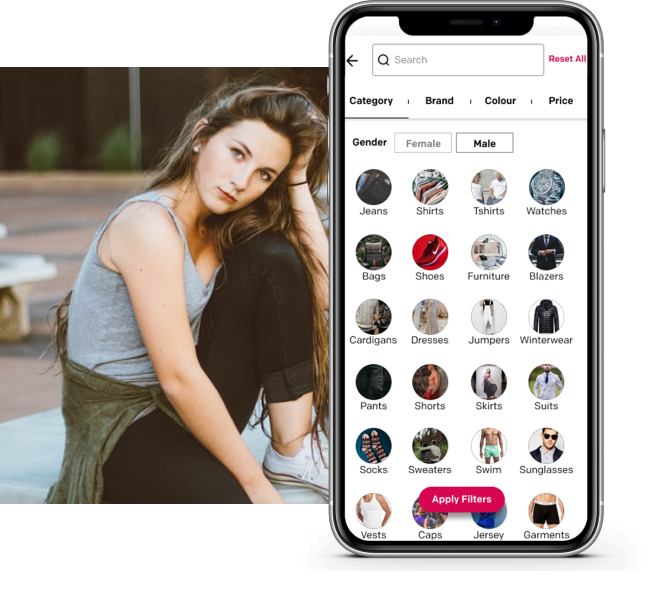 Search
Reset All
Category Brand Colour Price
Gender Female Male
Jeans Shirts Tshirts Watches
Bags Shoes Furniture Blazers
Cardigans Dresses Jumpers Winterwear
Pants Shorts Skirts Suits
Socks Sweaters Swim Sunglasses
Apply Filters
Vests Caps Jersey Garments